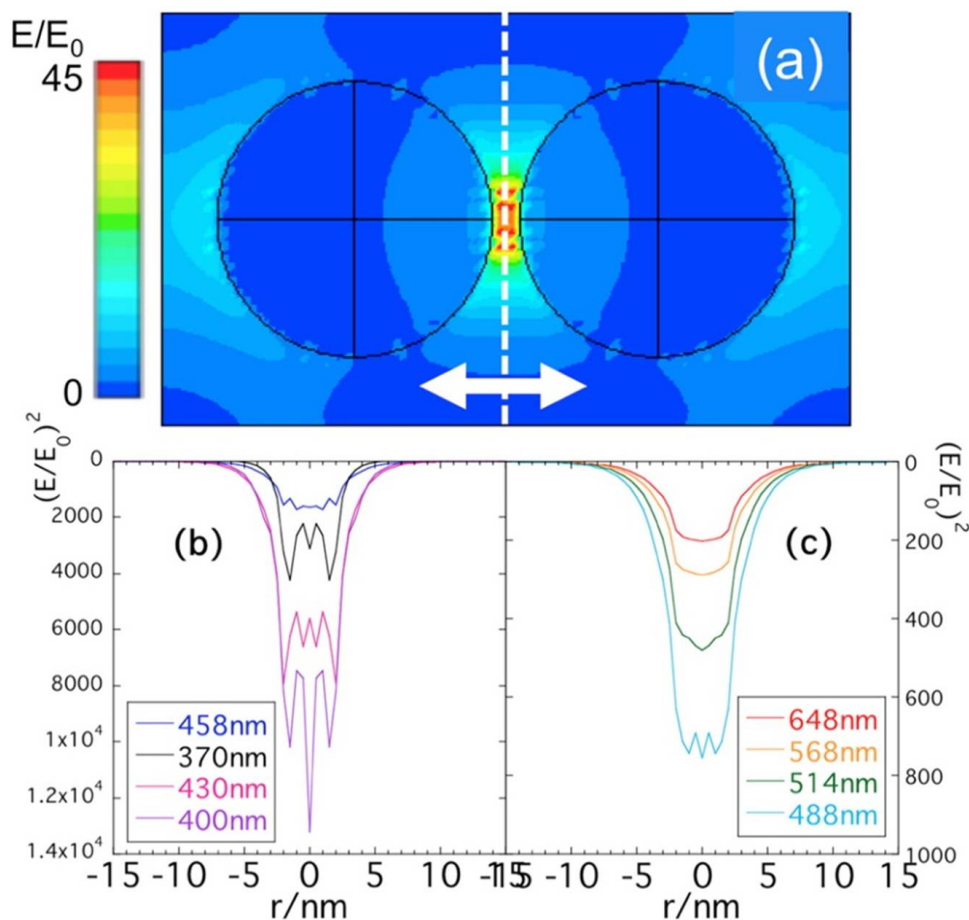 E/E₀
45
0
(a)
(E/E₀)²
0
2000
4000
6000
8000
1x10⁴
1.2x10⁴
1.4x10⁴
(b)
458nm
370nm
430nm
400nm
-15 -10 -5 0 5 10
r/nm
(E/E₀)²
0
200
400
600
800
1000
(c)
648nm
568nm
514nm
488nm
-15 -10 -5 0 5 10 15
r/nm